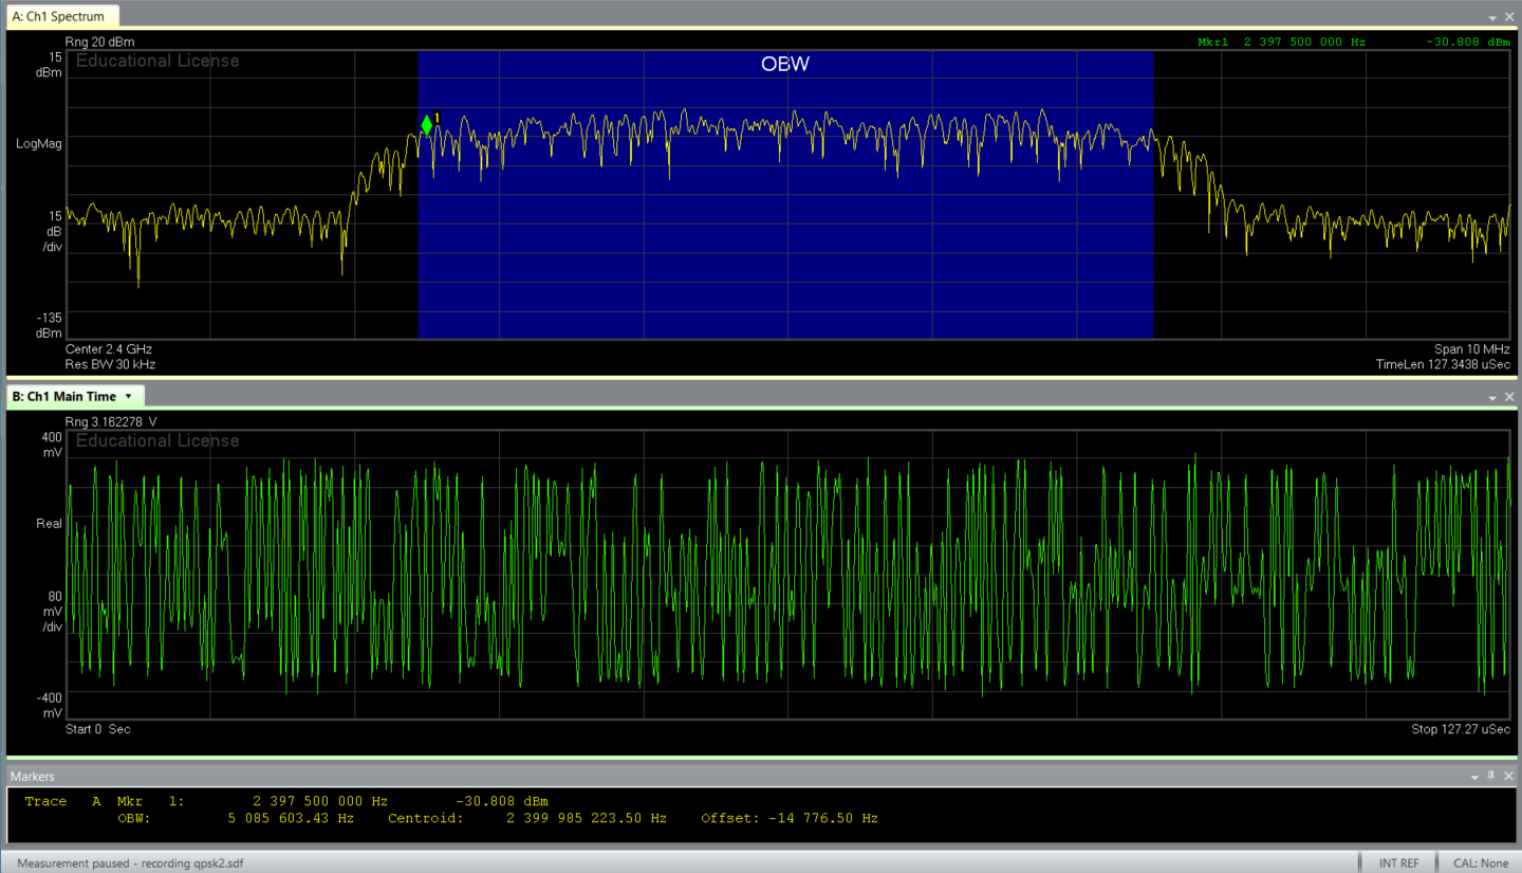 A: Ch1 Spectrum
Rng 20 dBm
Mkr1 2 397 500 000 Hz -30.808 dBm
15
dBm
Educational License
OBW
1
LogMag
15
dB
/div
-135
dBm
Center 2.4 GHz
Span 10 MHz
Res BW 30 kHz
TimeLen 127.3438 uSec
B: Ch1 Main Time
Rng 3.162278 V
400
mV
Educational License
Real
80
mV
/div
-400
mV
Start 0 Sec
Stop 127.27 uSec
Markers
Trace A Mkr 1: 2 397 500 000 Hz -30.808 dBm
OBW: 5 085 603.43 Hz Centroid: 2 399 985 223.50 Hz Offset: -14 776.50 Hz
Measurement paused - recording qpsk2.sdf
INT REF
CAL: None